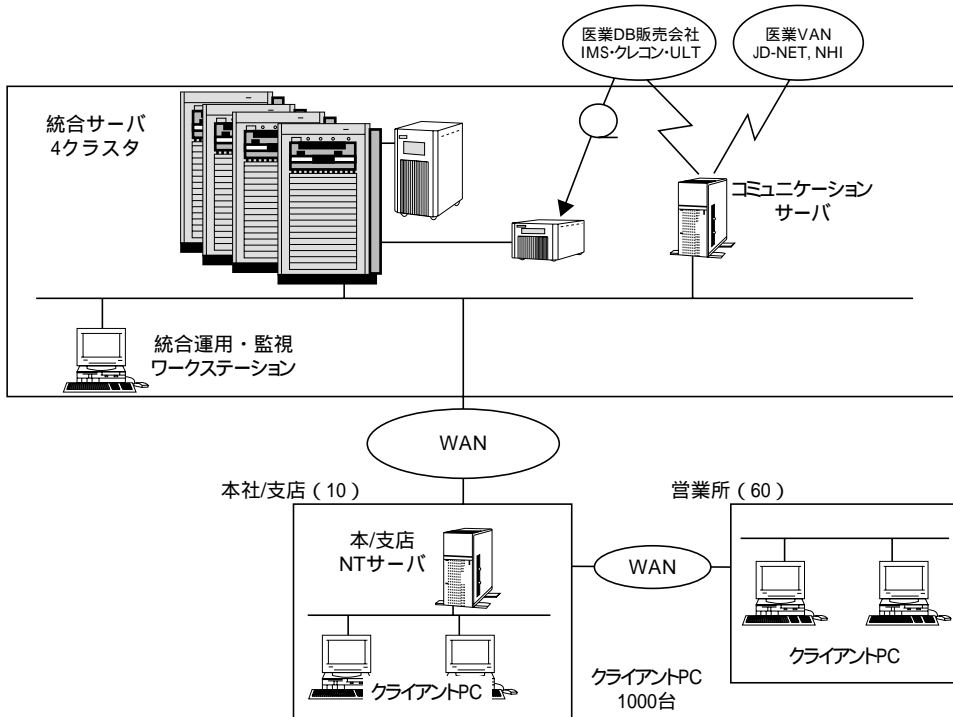 医業DB販売会社
IMS・クレコン・ULT
医業VAN
JD-NET, NHI
統合サーバ
4クラスタ
コミュニケーション
サーバ
統合運用・監視
ワークステーション
WAN
本社/支店（10）
営業所（60）
本/支店
NTサーバ
WAN
クライアントPC
クライアントPC
クライアントPC
1000台